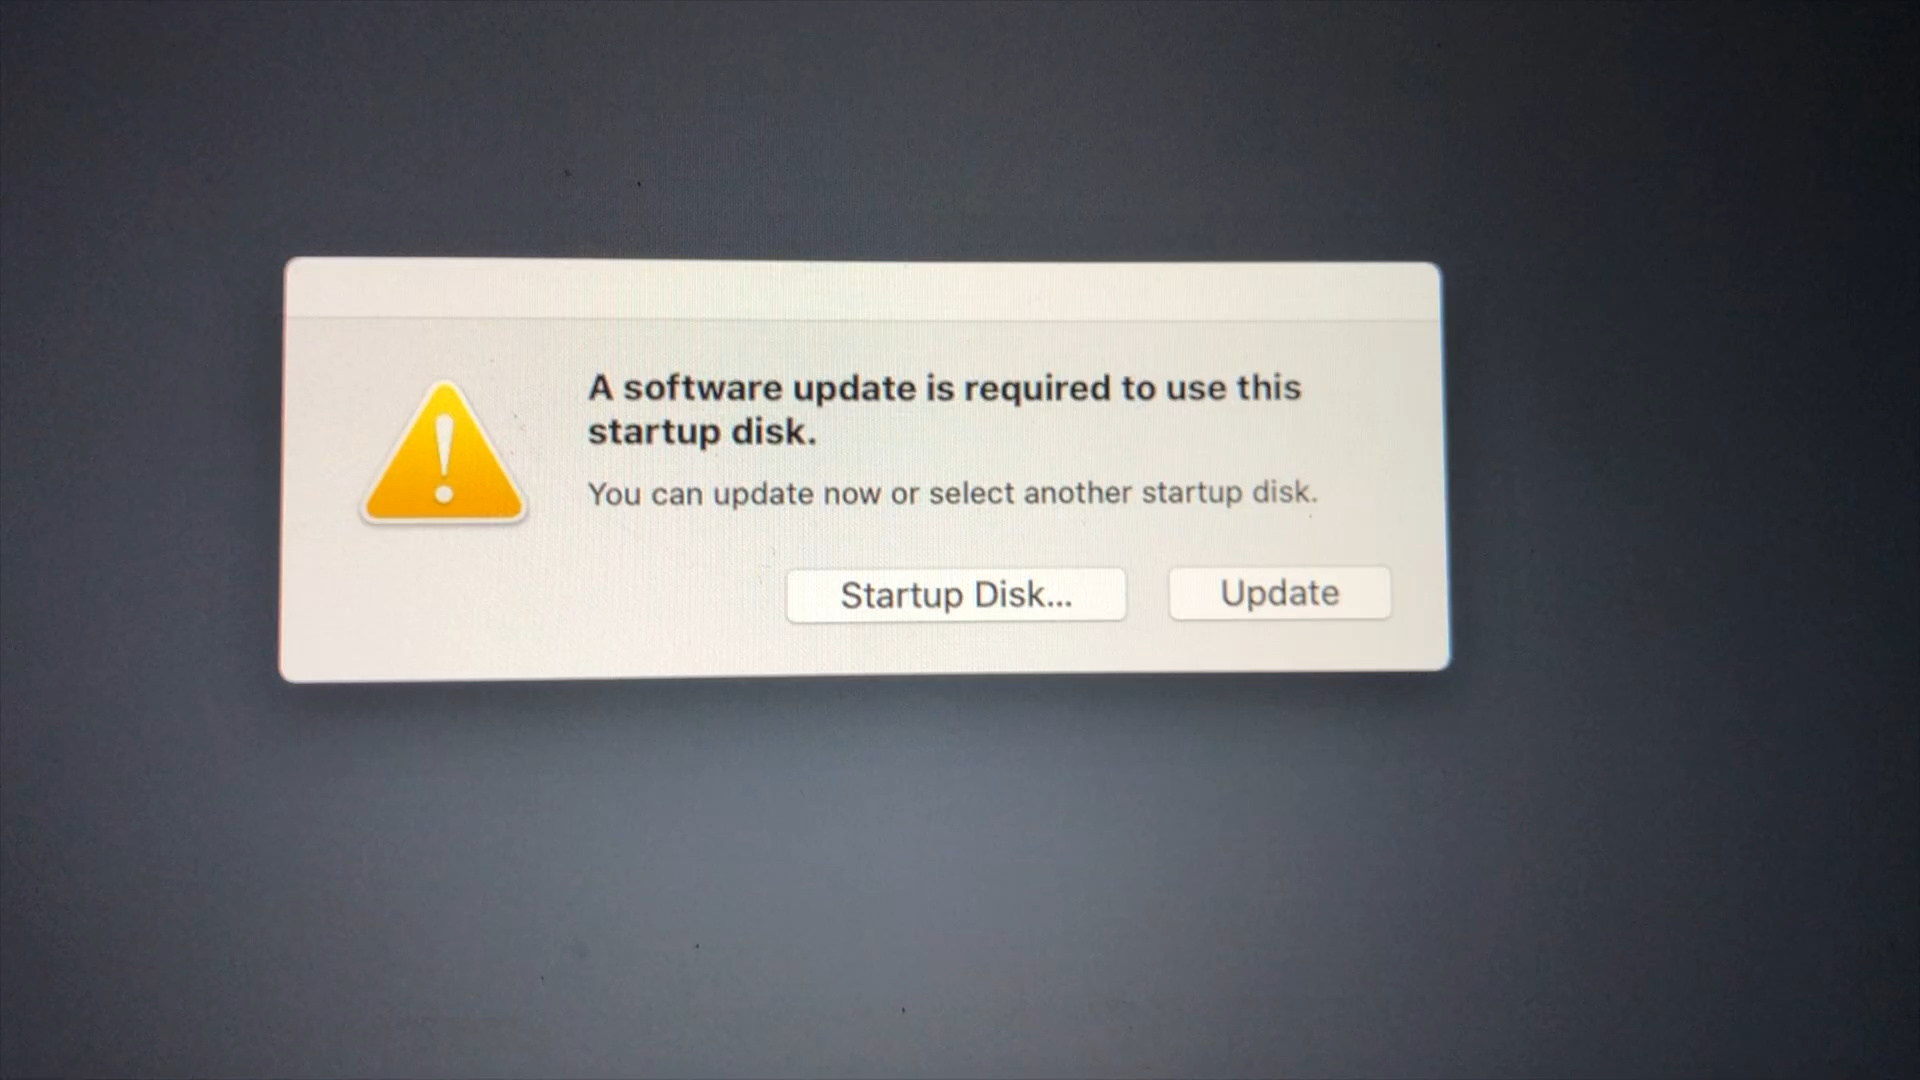 A software update is required to use this
startup disk.
You can update now or select another startup disk.
Startup Disk...
Update